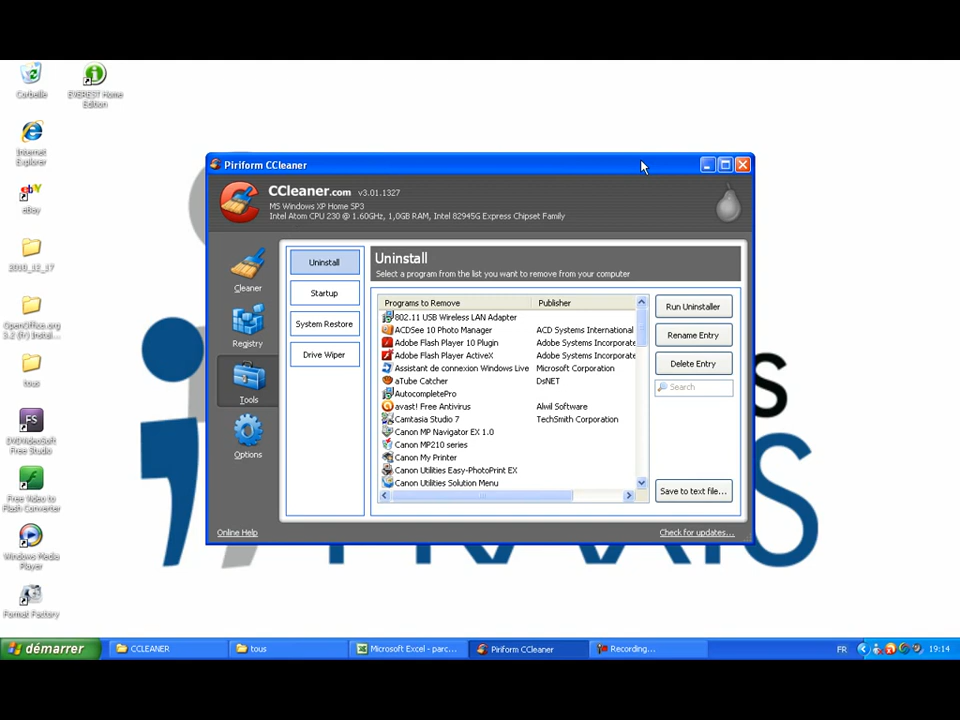 Corbeille
EVEREST Home
Edition
Internet
Explorer
eBay
2010_12_17
OpenOffice.org
3.2 (fr) Instal...
tous
FS
DVDVideoSoft
Free Studio
Free Video to
Flash Converter
Windows Media
Player
Format Factory
Piriform CCleaner
CCleaner.com v3.01.1327
MS Windows XP Home SP3
Intel Atom CPU 230 @ 1.60GHz, 1,0GB RAM, Intel 82945G Express Chipset Family
Cleaner
Registry
Tools
Options
Uninstall
Startup
System Restore
Drive Wiper
Uninstall
Select a program from the list you want to remove from your computer
Programs to Remove Publisher
802.11 USB Wireless LAN Adapter
ACDSee 10 Photo Manager ACD Systems International
Adobe Flash Player 10 Plugin Adobe Systems Incorporate
Adobe Flash Player ActiveX Adobe Systems Incorporate
Assistant de connexion Windows Live Microsoft Corporation
aTube Catcher DsNET
AutocompletePro
avast! Free Antivirus Alwil Software
Camtasia Studio 7 TechSmith Corporation
Canon MP Navigator EX 1.0
Canon MP210 series
Canon My Printer
Canon Utilities Easy-PhotoPrint EX
Canon Utilities Solution Menu
Run Uninstaller
Rename Entry
Delete Entry
Search
Save to text file...
Online Help
Check for updates...
démarrer
CCLEANER
tous
Microsoft Excel - parc...
Piriform CCleaner
Recording...
FR
19:14